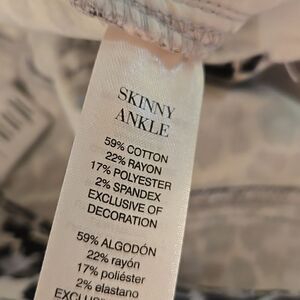 SKINNY
ANKLE
59% COTTON
22% RAYON
17% POLYESTER
2% SPANDEX
EXCLUSIVE OF
DECORATION
59% ALGODÓN
22% rayón
17% poliéster
2% elastano